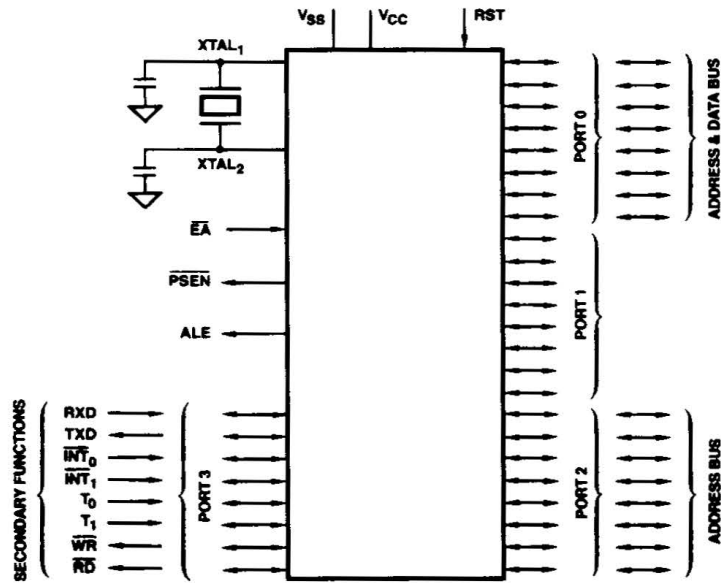 VSS VCC RST
XTAL1
XTAL2
EA
PSEN
ALE
SECONDARY FUNCTIONS
RXD
TXD
INT0
INT1
T0
T1
WR
RD
PORT 3
PORT 0
ADDRESS & DATA BUS
PORT 1
PORT 2
ADDRESS BUS